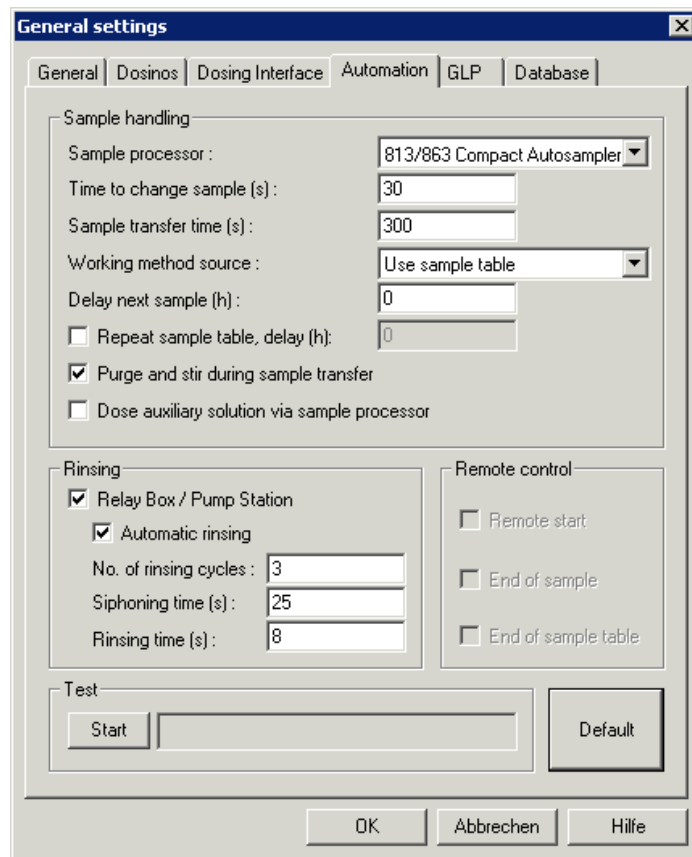 General settings
General Dosinos Dosing Interface Automation GLP Database
Sample handling
Sample processor : 813/863 Compact Autosampler
Time to change sample (s) : 30
Sample transfer time (s) : 300
Working method source : Use sample table
Delay next sample (h) : 0
Repeat sample table, delay (h): 0
Purge and stir during sample transfer
Dose auxiliary solution via sample processor
Rinsing
Relay Box / Pump Station
Automatic rinsing
No. of rinsing cycles : 3
Siphoning time (s) : 25
Rinsing time (s) : 8
Remote control
Remote start
End of sample
End of sample table
Test
Start
Default
OK Abbrechen Hilfe